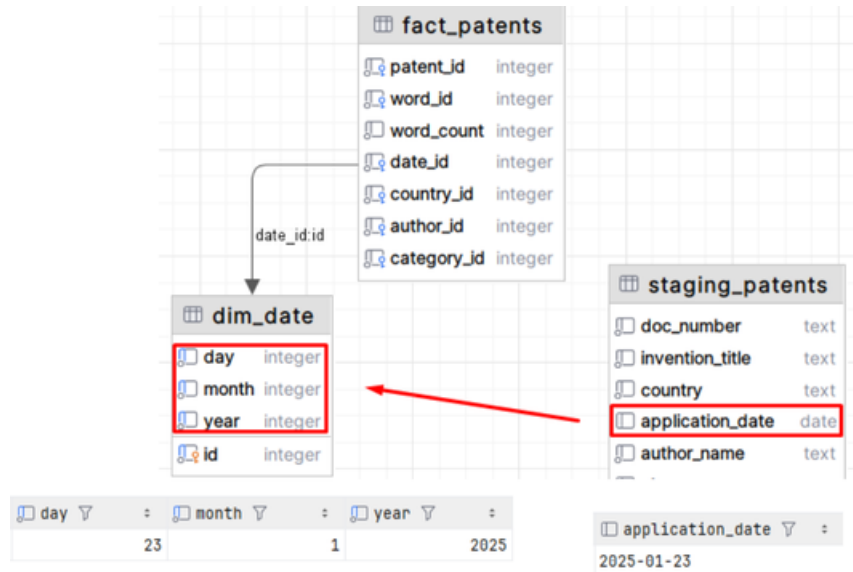 fact_patents
patent_id integer
word_id integer
word_count integer
date_id integer
country_id integer
author_id integer
category_id integer
date_id:id
dim_date
day integer
month integer
year integer
id integer
staging_patents
doc_number text
invention_title text
country text
application_date date
author_name text
day month year
23 1 2025
application_date
2025-01-23